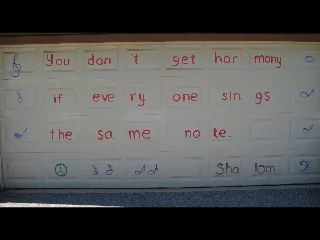 You don 't get har mony
if eve ry one sin gs
the sa me no te.
Sha lom